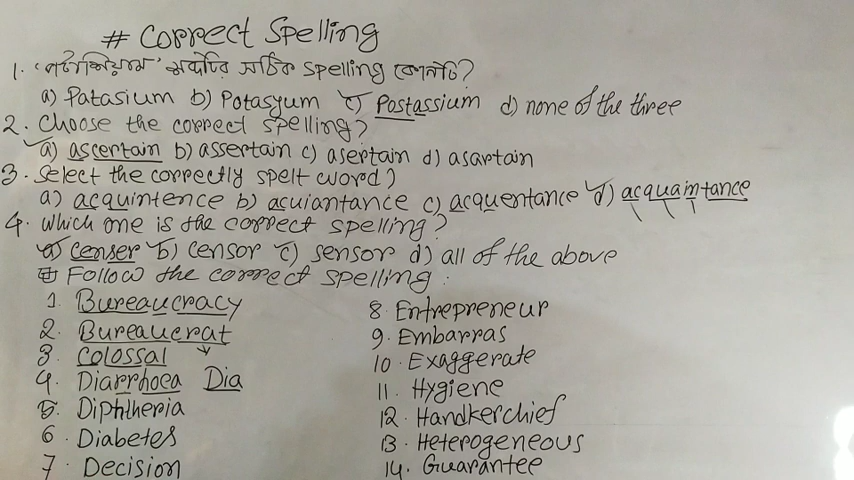 # Correct Spelling
1. 'পটাশিয়াম' শব্দটির সঠিক spelling কোনটি?
a) Patasium b) Potasyum c) Postassium d) none of the three
2. Choose the correct spelling?
a) ascertain b) assertain c) asertain d) asartain
3. Select the correctly spelt word?
a) acquintence b) acuiantance c) acquentance d) acquaintance
4. Which one is the correct spelling?
a) censer b) censor c) sensor d) all of the above
Follow the correct spelling:
1. Bureaucracy
2. Bureaucrat
3. Colossal
4. Diarrhoea Dia
5. Diphtheria
6. Diabetes
7. Decision
8. Entrepreneur
9. Embarras
10. Exaggerate
11. Hygiene
12. Handkerchief
13. Heterogeneous
14. Guarantee